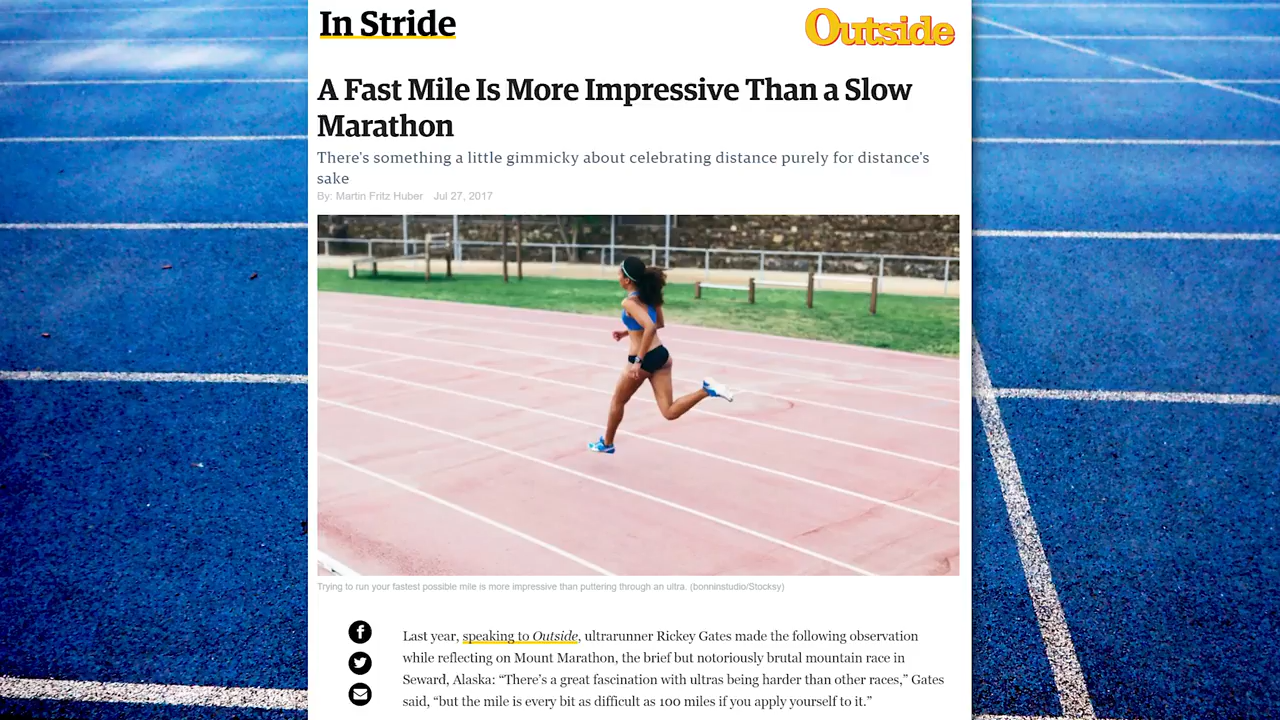 In Stride
Outside
A Fast Mile Is More Impressive Than a Slow
Marathon
There's something a little gimmicky about celebrating distance purely for distance's
sake
By: Martin Fritz Huber Jul 27, 2017
Trying to run your fastest possible mile is more impressive than puttering through an ultra. (bonninstudio/Stocksy)
Last year, speaking to Outside, ultrarunner Rickey Gates made the following observation
while reflecting on Mount Marathon, the brief but notoriously brutal mountain race in
Seward, Alaska: “There’s a great fascination with ultras being harder than other races,” Gates
said, “but the mile is every bit as difficult as 100 miles if you apply yourself to it.”